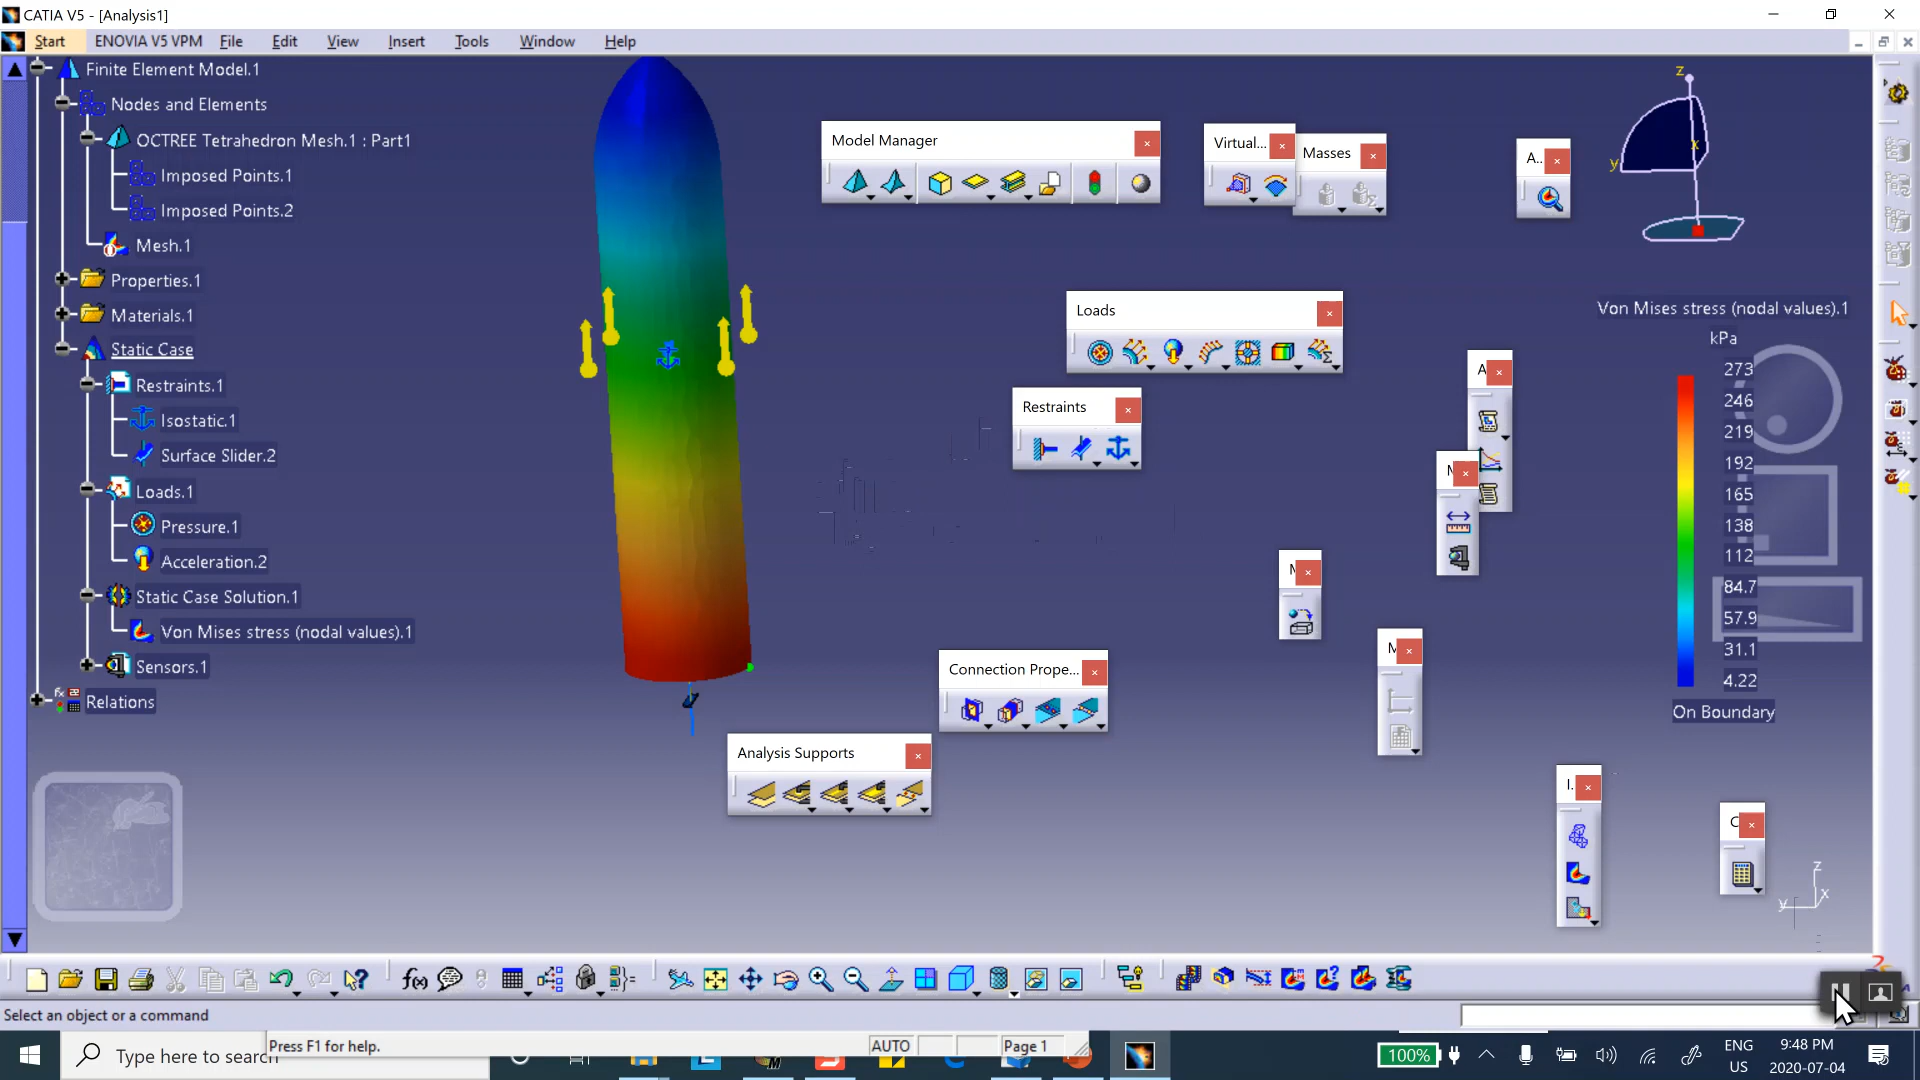 CATIA V5 - [Analysis1]
Start ENOVIA V5 VPM File Edit View Insert Tools Window Help
Finite Element Model.1
Nodes and Elements
OCTREE Tetrahedron Mesh.1 : Part1
Imposed Points.1
Imposed Points.2
Mesh.1
Properties.1
Materials.1
Static Case
Restraints.1
Isostatic.1
Surface Slider.2
Loads.1
Pressure.1
Acceleration.2
Static Case Solution.1
Von Mises stress (nodal values).1
Sensors.1
Relations
Model Manager
Virtual...
Masses
A..
z
y
x
Loads
Restraints
A
M
M
M
Connection Prope...
Analysis Supports
I.
C
Von Mises stress (nodal values).1
kPa
273
246
219
192
165
138
112
84.7
57.9
31.1
4.22
On Boundary
z
x
y
f(x)
Select an object or a command
Type here to search
Press F1 for help.
AUTO
Page 1
100%
ENG
US
9:48 PM
2020-07-04